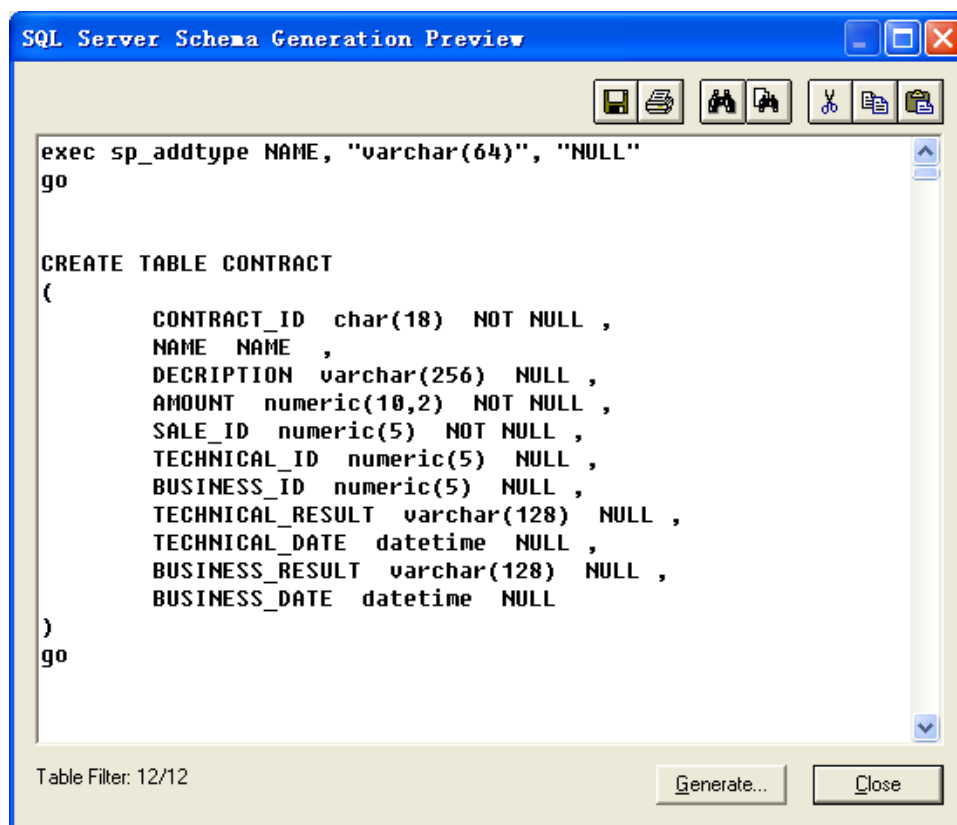 SQL Server Schema Generation Preview
exec sp_addtype NAME, "varchar(64)", "NULL"
go
CREATE TABLE CONTRACT
(
CONTRACT_ID char(18) NOT NULL ,
NAME NAME ,
DECRIPTION varchar(256) NULL ,
AMOUNT numeric(10,2) NOT NULL ,
SALE_ID numeric(5) NOT NULL ,
TECHNICAL_ID numeric(5) NULL ,
BUSINESS_ID numeric(5) NULL ,
TECHNICAL_RESULT varchar(128) NULL ,
TECHNICAL_DATE datetime NULL ,
BUSINESS_RESULT varchar(128) NULL ,
BUSINESS_DATE datetime NULL
)
go
Table Filter: 12/12
Generate...
Close